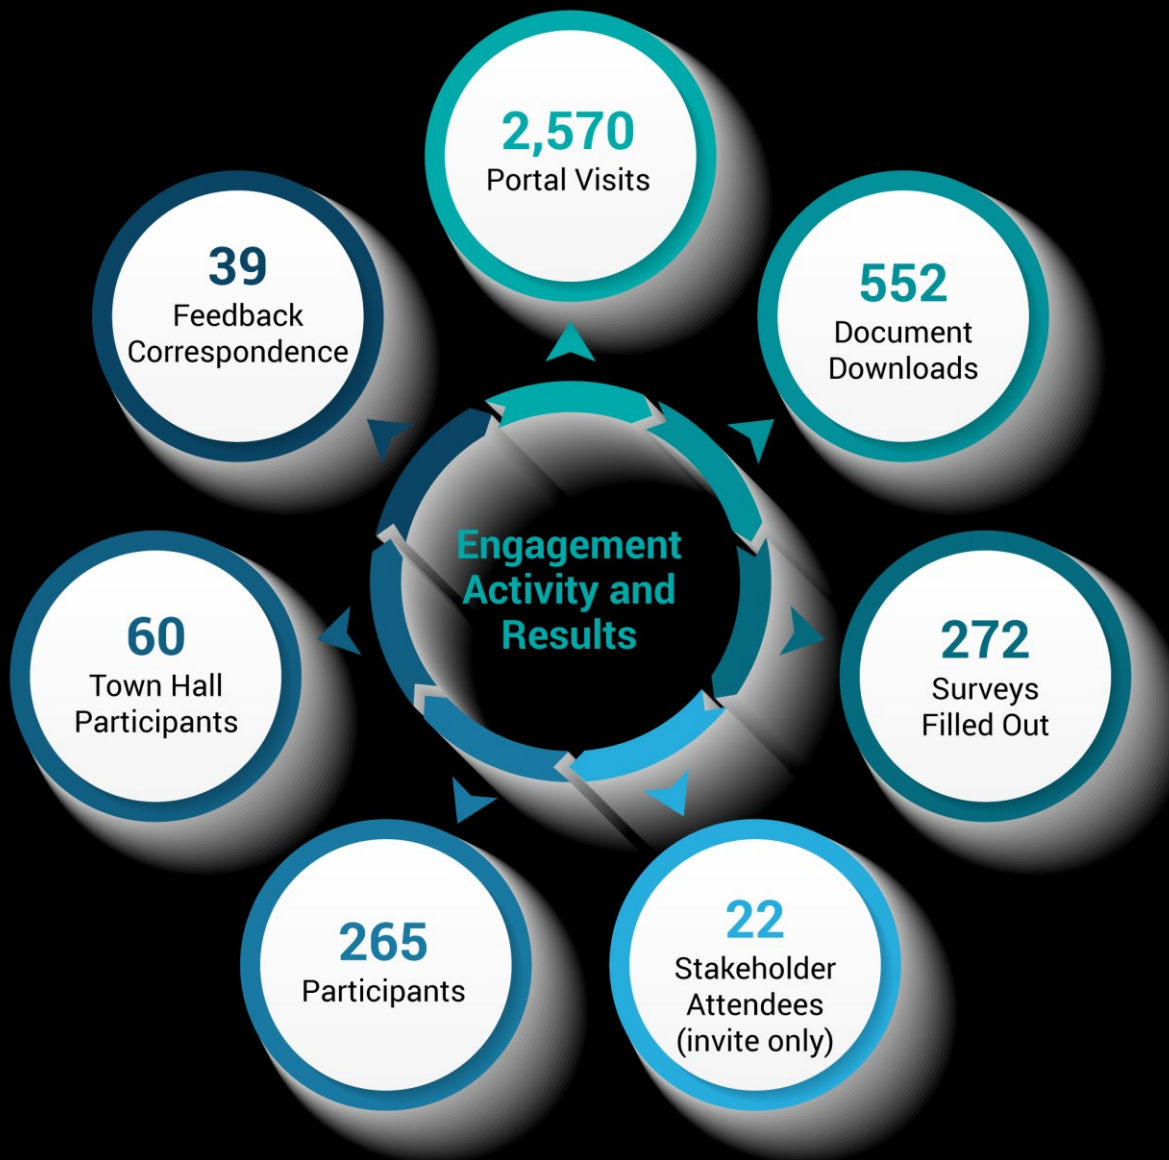 2,570
Portal Visits
552
Document
Downloads
272
Surveys
Filled Out
22
Stakeholder
Attendees
(invite only)
265
Participants
60
Town Hall
Participants
39
Feedback
Correspondence
Engagement
Activity and
Results